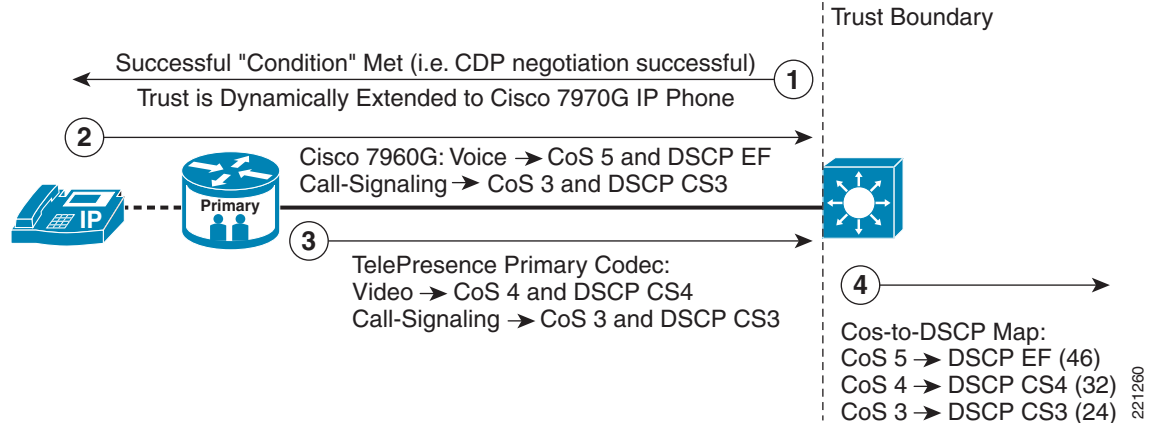 Trust Boundary
Successful "Condition" Met (i.e. CDP negotiation successful)
1
Trust is Dynamically Extended to Cisco 7970G IP Phone
2
Cisco 7960G: Voice → CoS 5 and DSCP EF
Call-Signaling → CoS 3 and DSCP CS3
IP
Primary
3
TelePresence Primary Codec:
Video → CoS 4 and DSCP CS4
Call-Signaling → CoS 3 and DSCP CS3
4
Cos-to-DSCP Map:
CoS 5 → DSCP EF (46)
CoS 4 → DSCP CS4 (32)
CoS 3 → DSCP CS3 (24)
221260